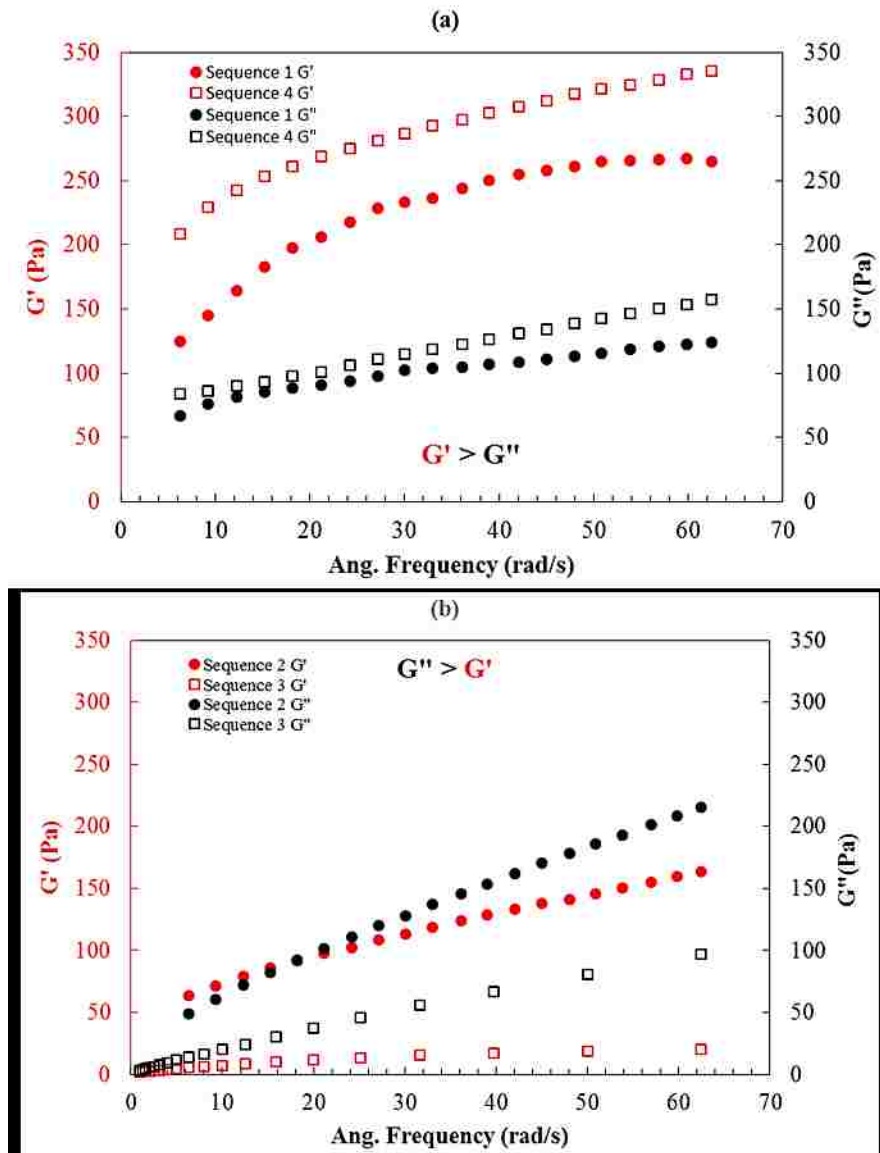 (a)
350
300
250
200
150
100
50
0
G' (Pa)
Sequence 1 G'
Sequence 4 G'
Sequence 1 G"
Sequence 4 G"
G' > G"
350
300
250
200
150
100
50
0
G"(Pa)
0 10 20 30 40 50 60 70
Ang. Frequency (rad/s)
(b)
350
300
250
200
150
100
50
0
G' (Pa)
Sequence 2 G'
Sequence 3 G'
Sequence 2 G"
Sequence 3 G"
G" > G'
350
300
250
200
150
100
50
0
G"(Pa)
0 10 20 30 40 50 60 70
Ang. Frequency (rad/s)